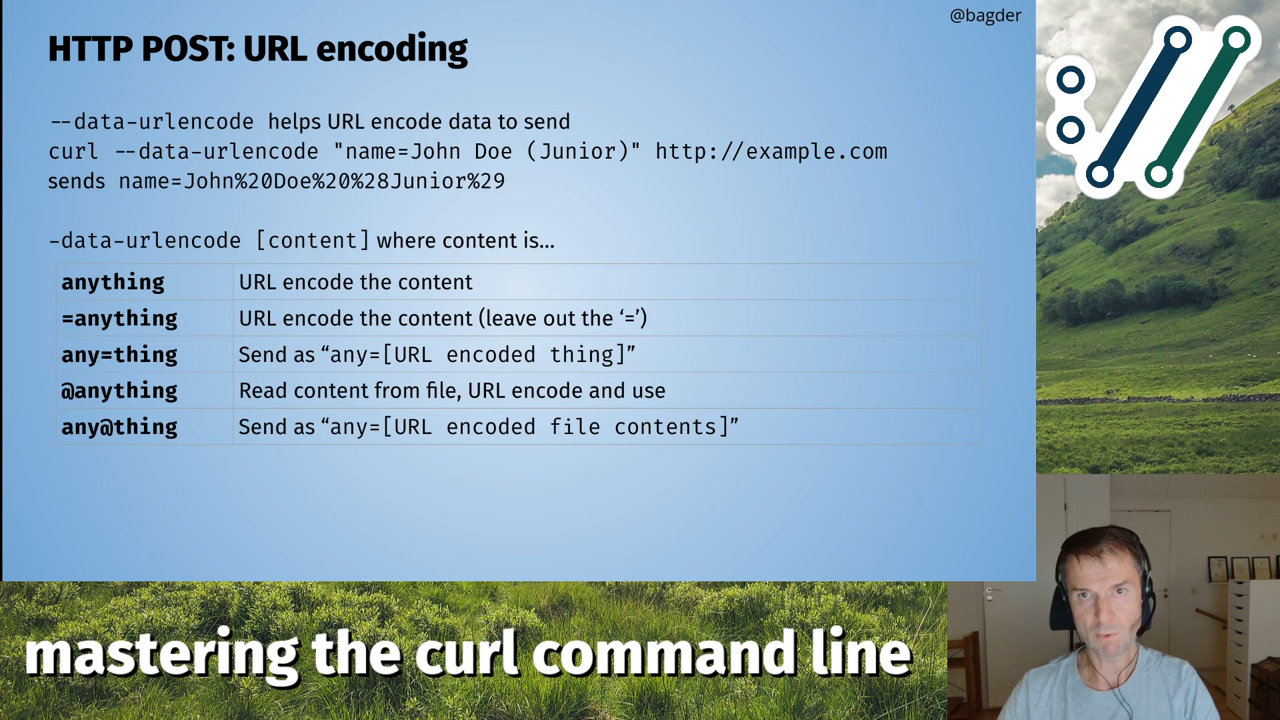 @bagder
HTTP POST: URL encoding
--data-urlencode helps URL encode data to send
curl --data-urlencode "name=John Doe (Junior)" http://example.com
sends name=John%20Doe%20%28Junior%29
-data-urlencode [content] where content is...
anything URL encode the content
=anything URL encode the content (leave out the ‘=’)
any=thing Send as “any=[URL encoded thing]”
@anything Read content from file, URL encode and use
any@thing Send as “any=[URL encoded file contents]”
mastering the curl command line